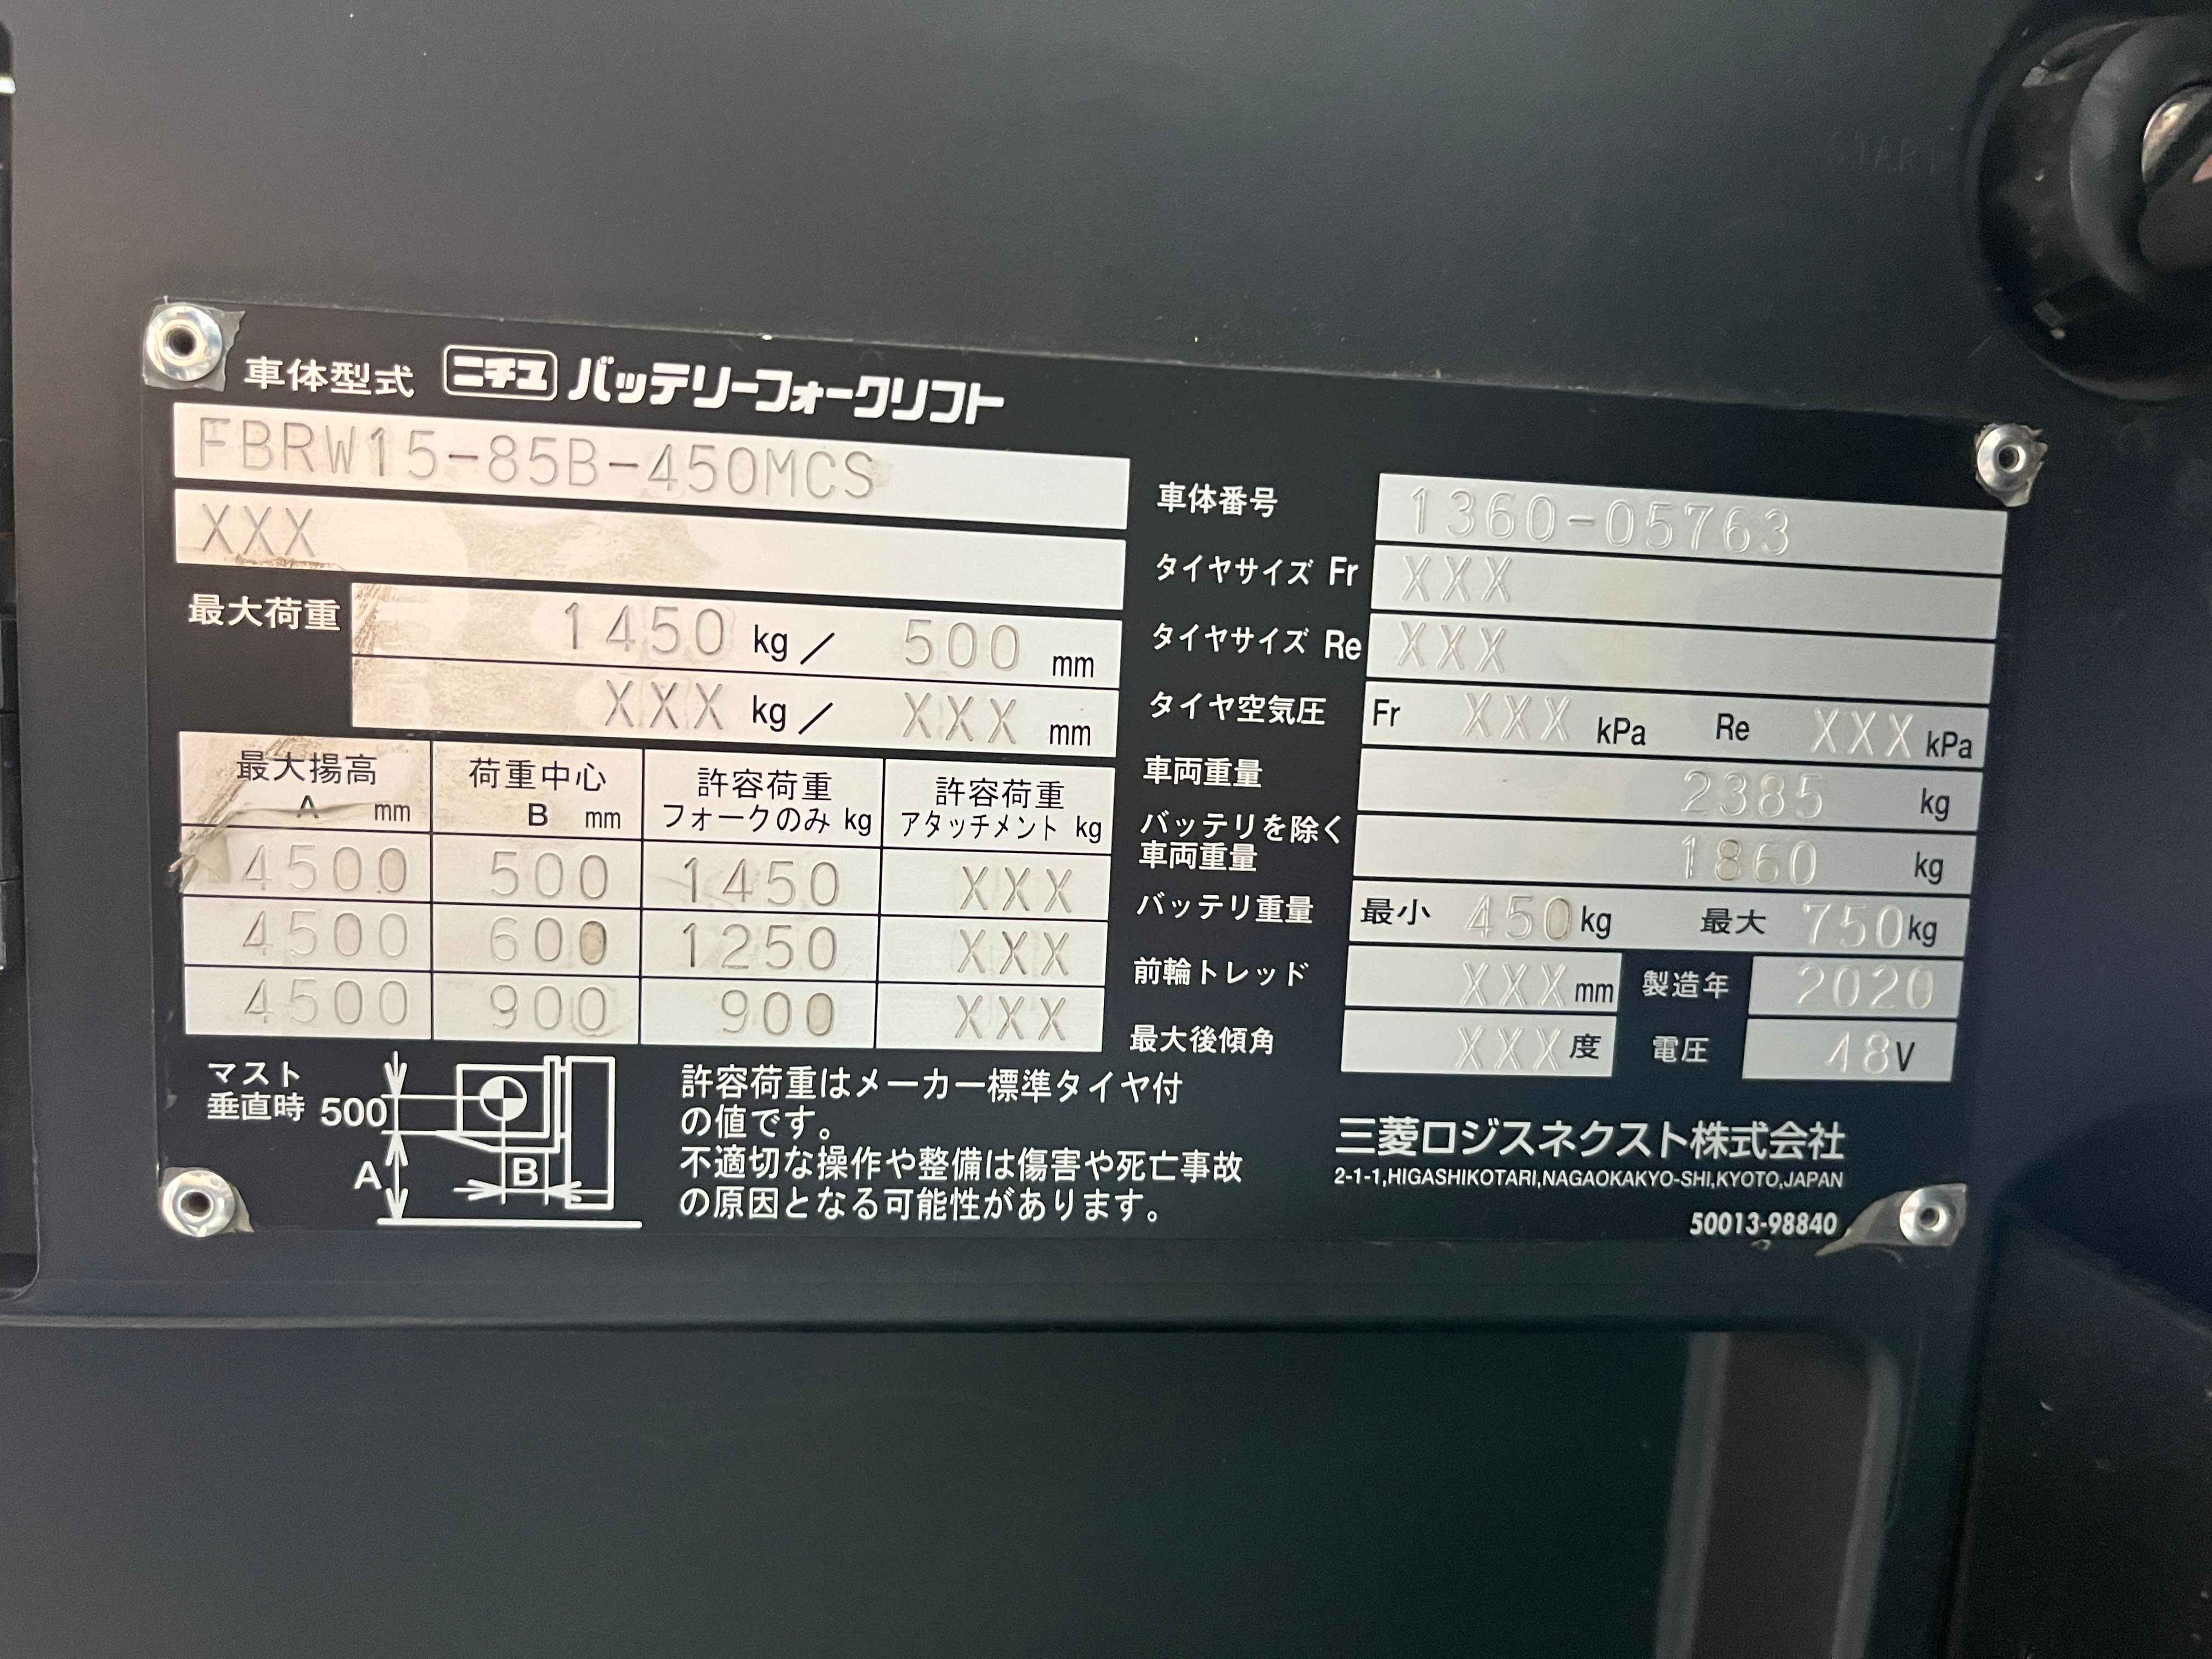 車体型式 ニチユ バッテリーフォークリフト
FBRW15-85B-450MCS
XXX
最大荷重 1450 kg／ 500 mm
XXX kg／ XXX mm
最大揚高 A mm 荷重中心 B mm 許容荷重 フォークのみ kg 許容荷重 アタッチメント kg
4500 500 1450 XXX
4500 600 1250 XXX
4500 900 900 XXX
マスト
垂直時 500
A
B
許容荷重はメーカー標準タイヤ付
の値です。
不適切な操作や整備は傷害や死亡事故
の原因となる可能性があります。
車体番号 1360-05763
タイヤサイズ Fr XXX
タイヤサイズ Re XXX
タイヤ空気圧 Fr XXX kPa Re XXX kPa
車両重量 2385 kg
バッテリを除く
車両重量 1860 kg
バッテリ重量 最小 450kg 最大 750kg
前輪トレッド XXXmm 製造年 2020
最大後傾角 XXX度 電圧 48V
三菱ロジスネクスト株式会社
2-1-1,HIGASHIKOTARI,NAGAOKAKYO-SHI,KYOTO,JAPAN
50013-98840
START